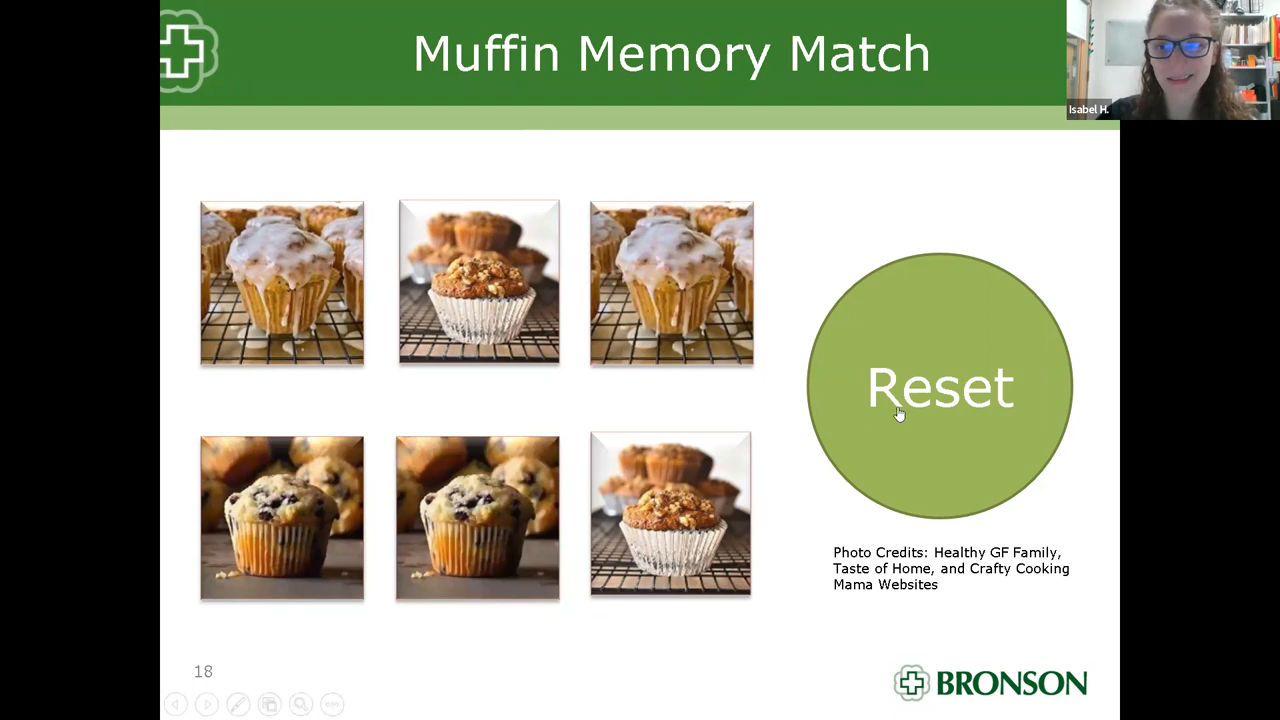 Muffin Memory Match
Isabel H.
Reset
Photo Credits: Healthy GF Family,
Taste of Home, and Crafty Cooking
Mama Websites
18
BRONSON